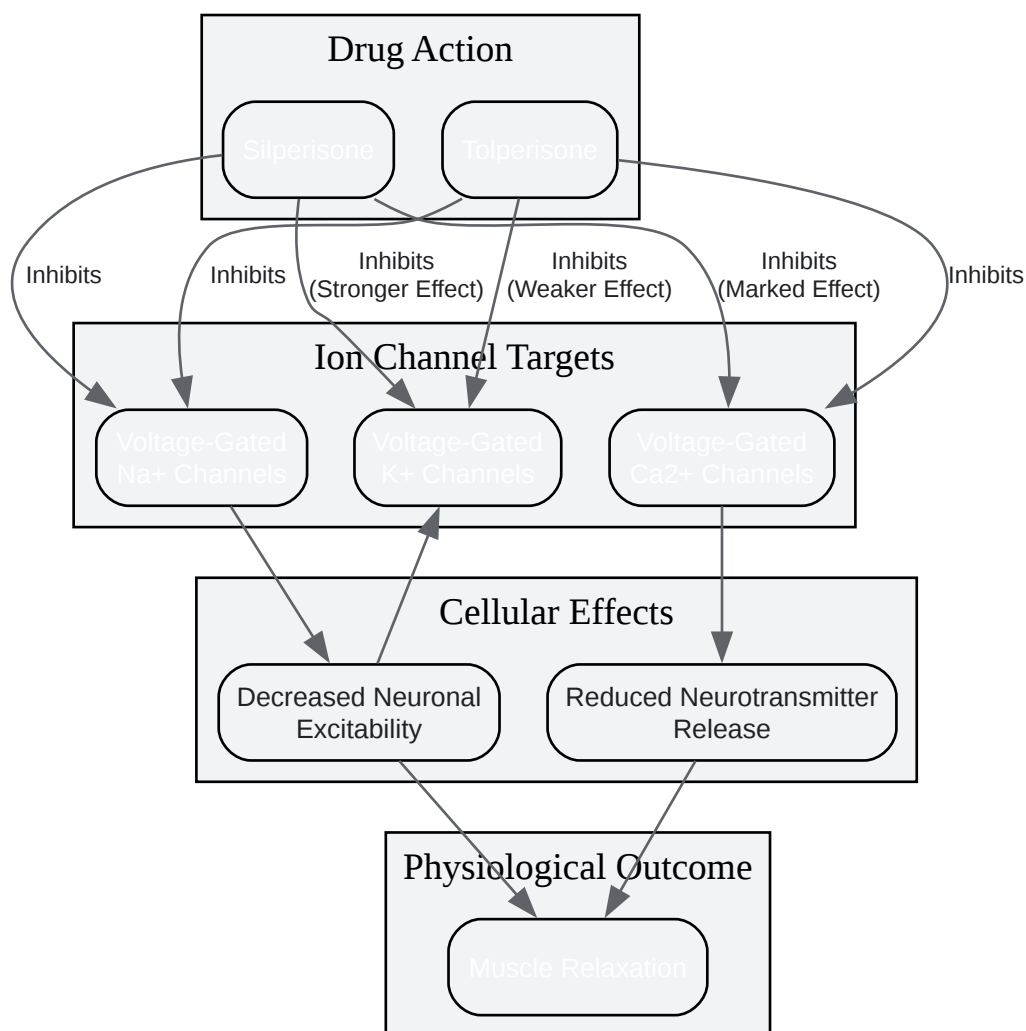 Drug Action
Silperisone
Tolperisone
Inhibits
Inhibits
Inhibits
(Stronger Effect)
Inhibits
(Weaker Effect)
Inhibits
(Marked Effect)
Inhibits
Ion Channel Targets
Voltage-Gated
Na+ Channels
Voltage-Gated
K+ Channels
Voltage-Gated
Ca2+ Channels
Cellular Effects
Decreased Neuronal
Excitability
Reduced Neurotransmitter
Release
Physiological Outcome
Muscle Relaxation